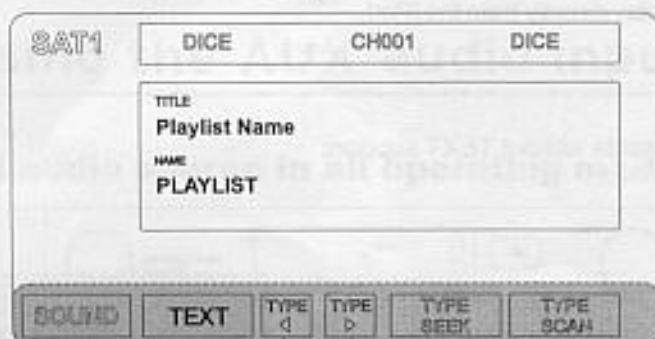 SAT1 DICE CH001 DICE
TITLE
Playlist Name
NAME
PLAYLIST
SOUND TEXT TYPE ◁ TYPE ▷ TYPE SEEK TYPE SCAN